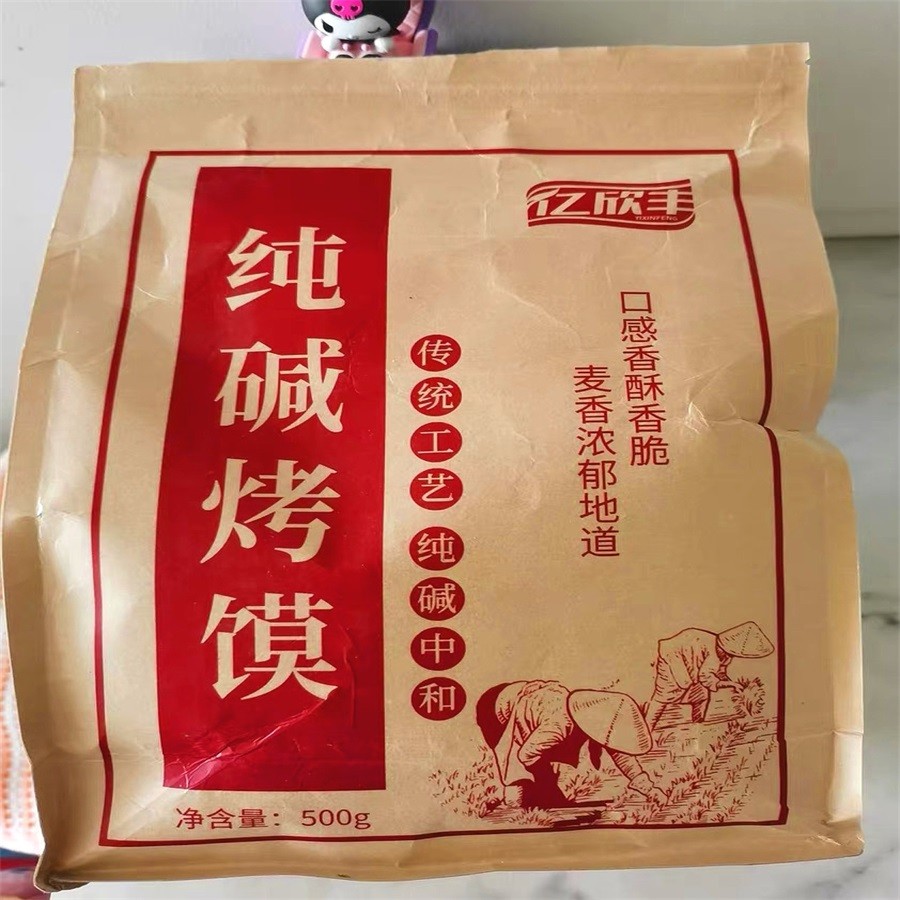 亿欣丰
YIXINFENG
纯碱烤馍
传统工艺 纯碱中和
口感香酥香脆
麦香浓郁地道
净含量：500g